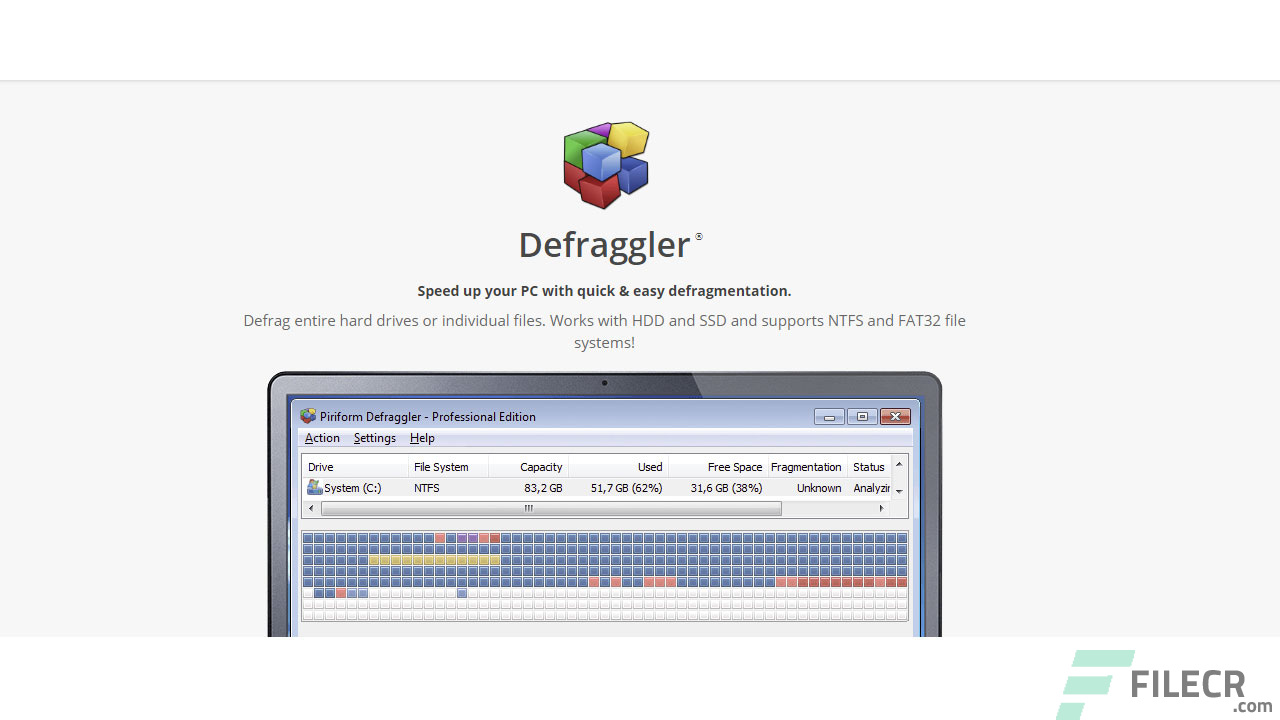 Defraggler ®
Speed up your PC with quick & easy defragmentation.
Defrag entire hard drives or individual files. Works with HDD and SSD and supports NTFS and FAT32 file
systems!
Piriform Defraggler - Professional Edition
Action Settings Help
Drive File System Capacity Used Free Space Fragmentation Status
System (C:) NTFS 83,2 GB 51,7 GB (62%) 31,6 GB (38%) Unknown Analyzin
FILECR
.com